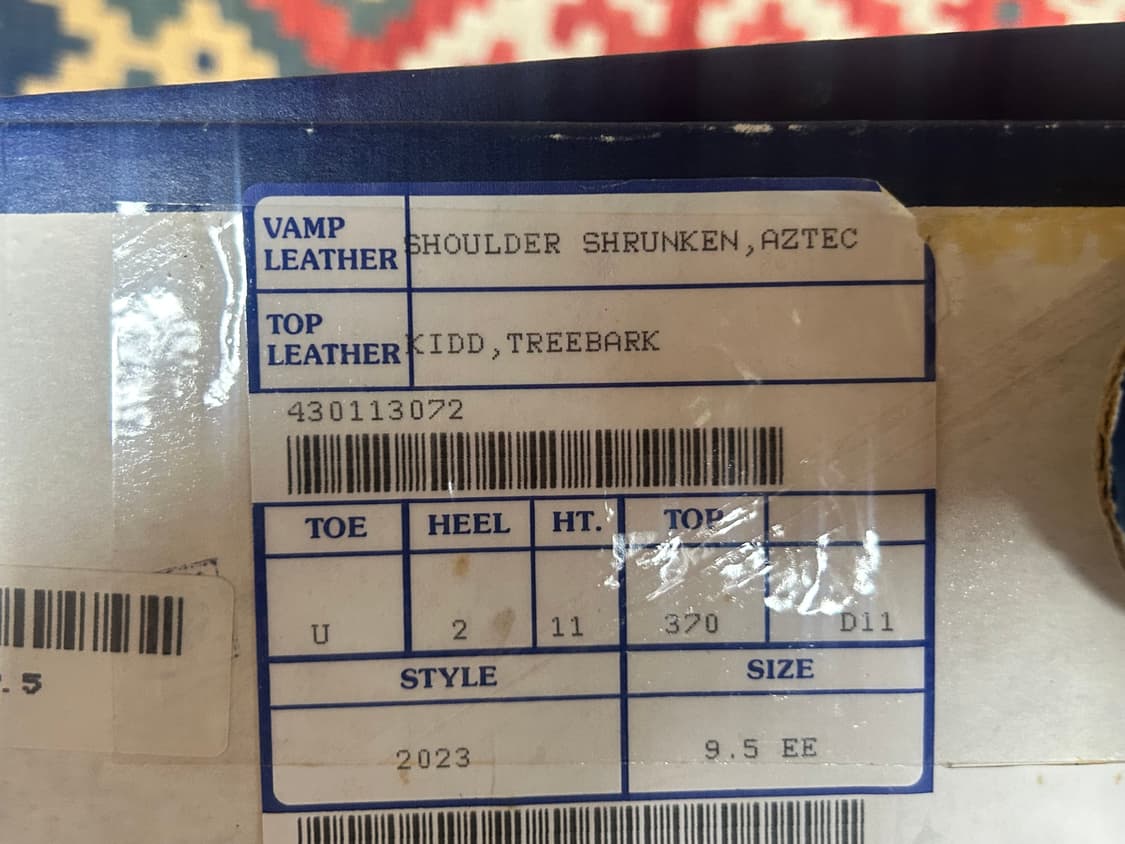 VAMP
LEATHER SHOULDER SHRUNKEN,AZTEC
TOP
LEATHER KIDD,TREEBARK
430113072
TOE HEEL HT. TOP
U 2 11 370 D11
.5
STYLE SIZE
2023 9.5 EE